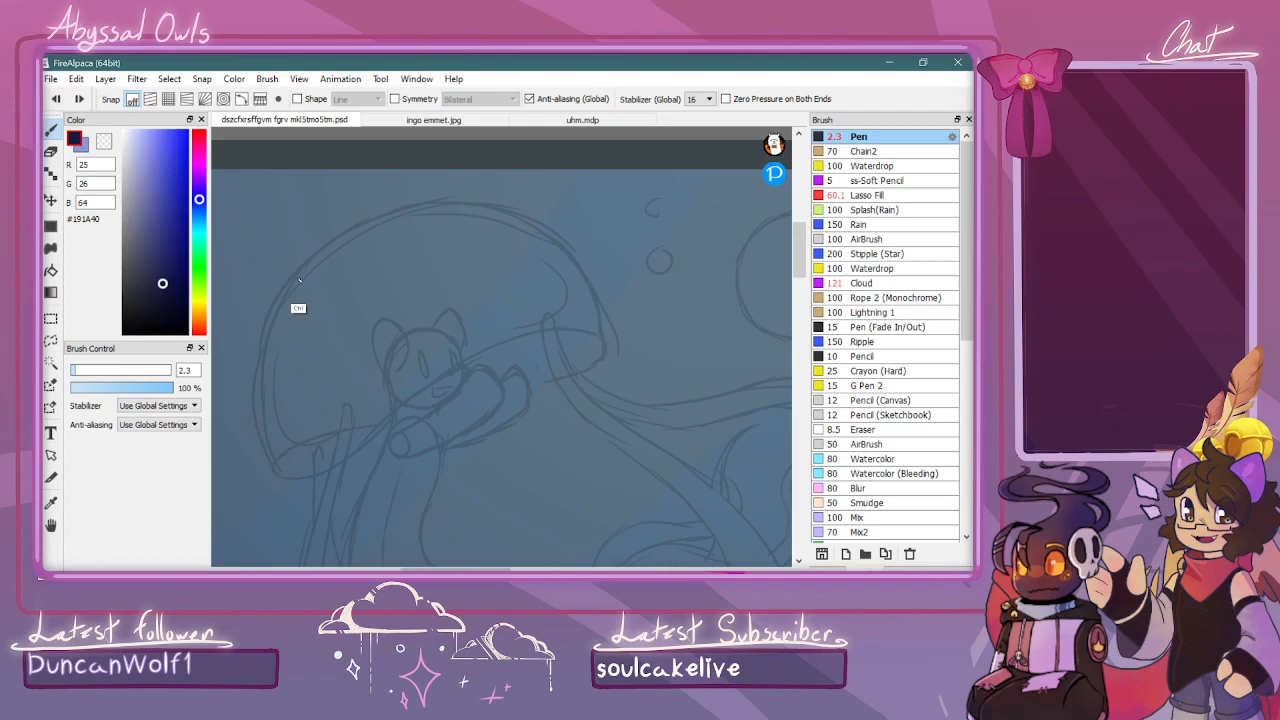 Abyssal Owls
Chat
FireAlpaca (64bit)
File Edit Layer Filter Select Snap Color Brush View Animation Tool Window Help
Snap off Shape Line Symmetry Bilateral Anti-aliasing (Global) Stabilizer (Global) 16 Zero Pressure on Both Ends
Color
dszcfxrsffgvm fgrv mkl5tmo5tm.psd ingo emmet.jpg uhm.mdp
Brush
R 25
G 26
B 64
#191A40
Ctrl
P
Brush Control
2.3
100 %
Stabilizer Use Global Settings
Anti-aliasing Use Global Settings
T
2.3 Pen
70 Chain2
100 Waterdrop
5 ss-Soft Pencil
60.1 Lasso Fill
100 Splash(Rain)
150 Rain
100 AirBrush
200 Stipple (Star)
100 Waterdrop
121 Cloud
100 Rope 2 (Monochrome)
100 Lightning 1
15 Pen (Fade In/Out)
150 Ripple
10 Pencil
25 Crayon (Hard)
15 G Pen 2
12 Pencil (Canvas)
12 Pencil (Sketchbook)
8.5 Eraser
50 AirBrush
80 Watercolor
80 Watercolor (Bleeding)
80 Blur
50 Smudge
100 Mix
70 Mix2
Latest follower
DuncanWolf1
Latest Subscriber
soulcakelive